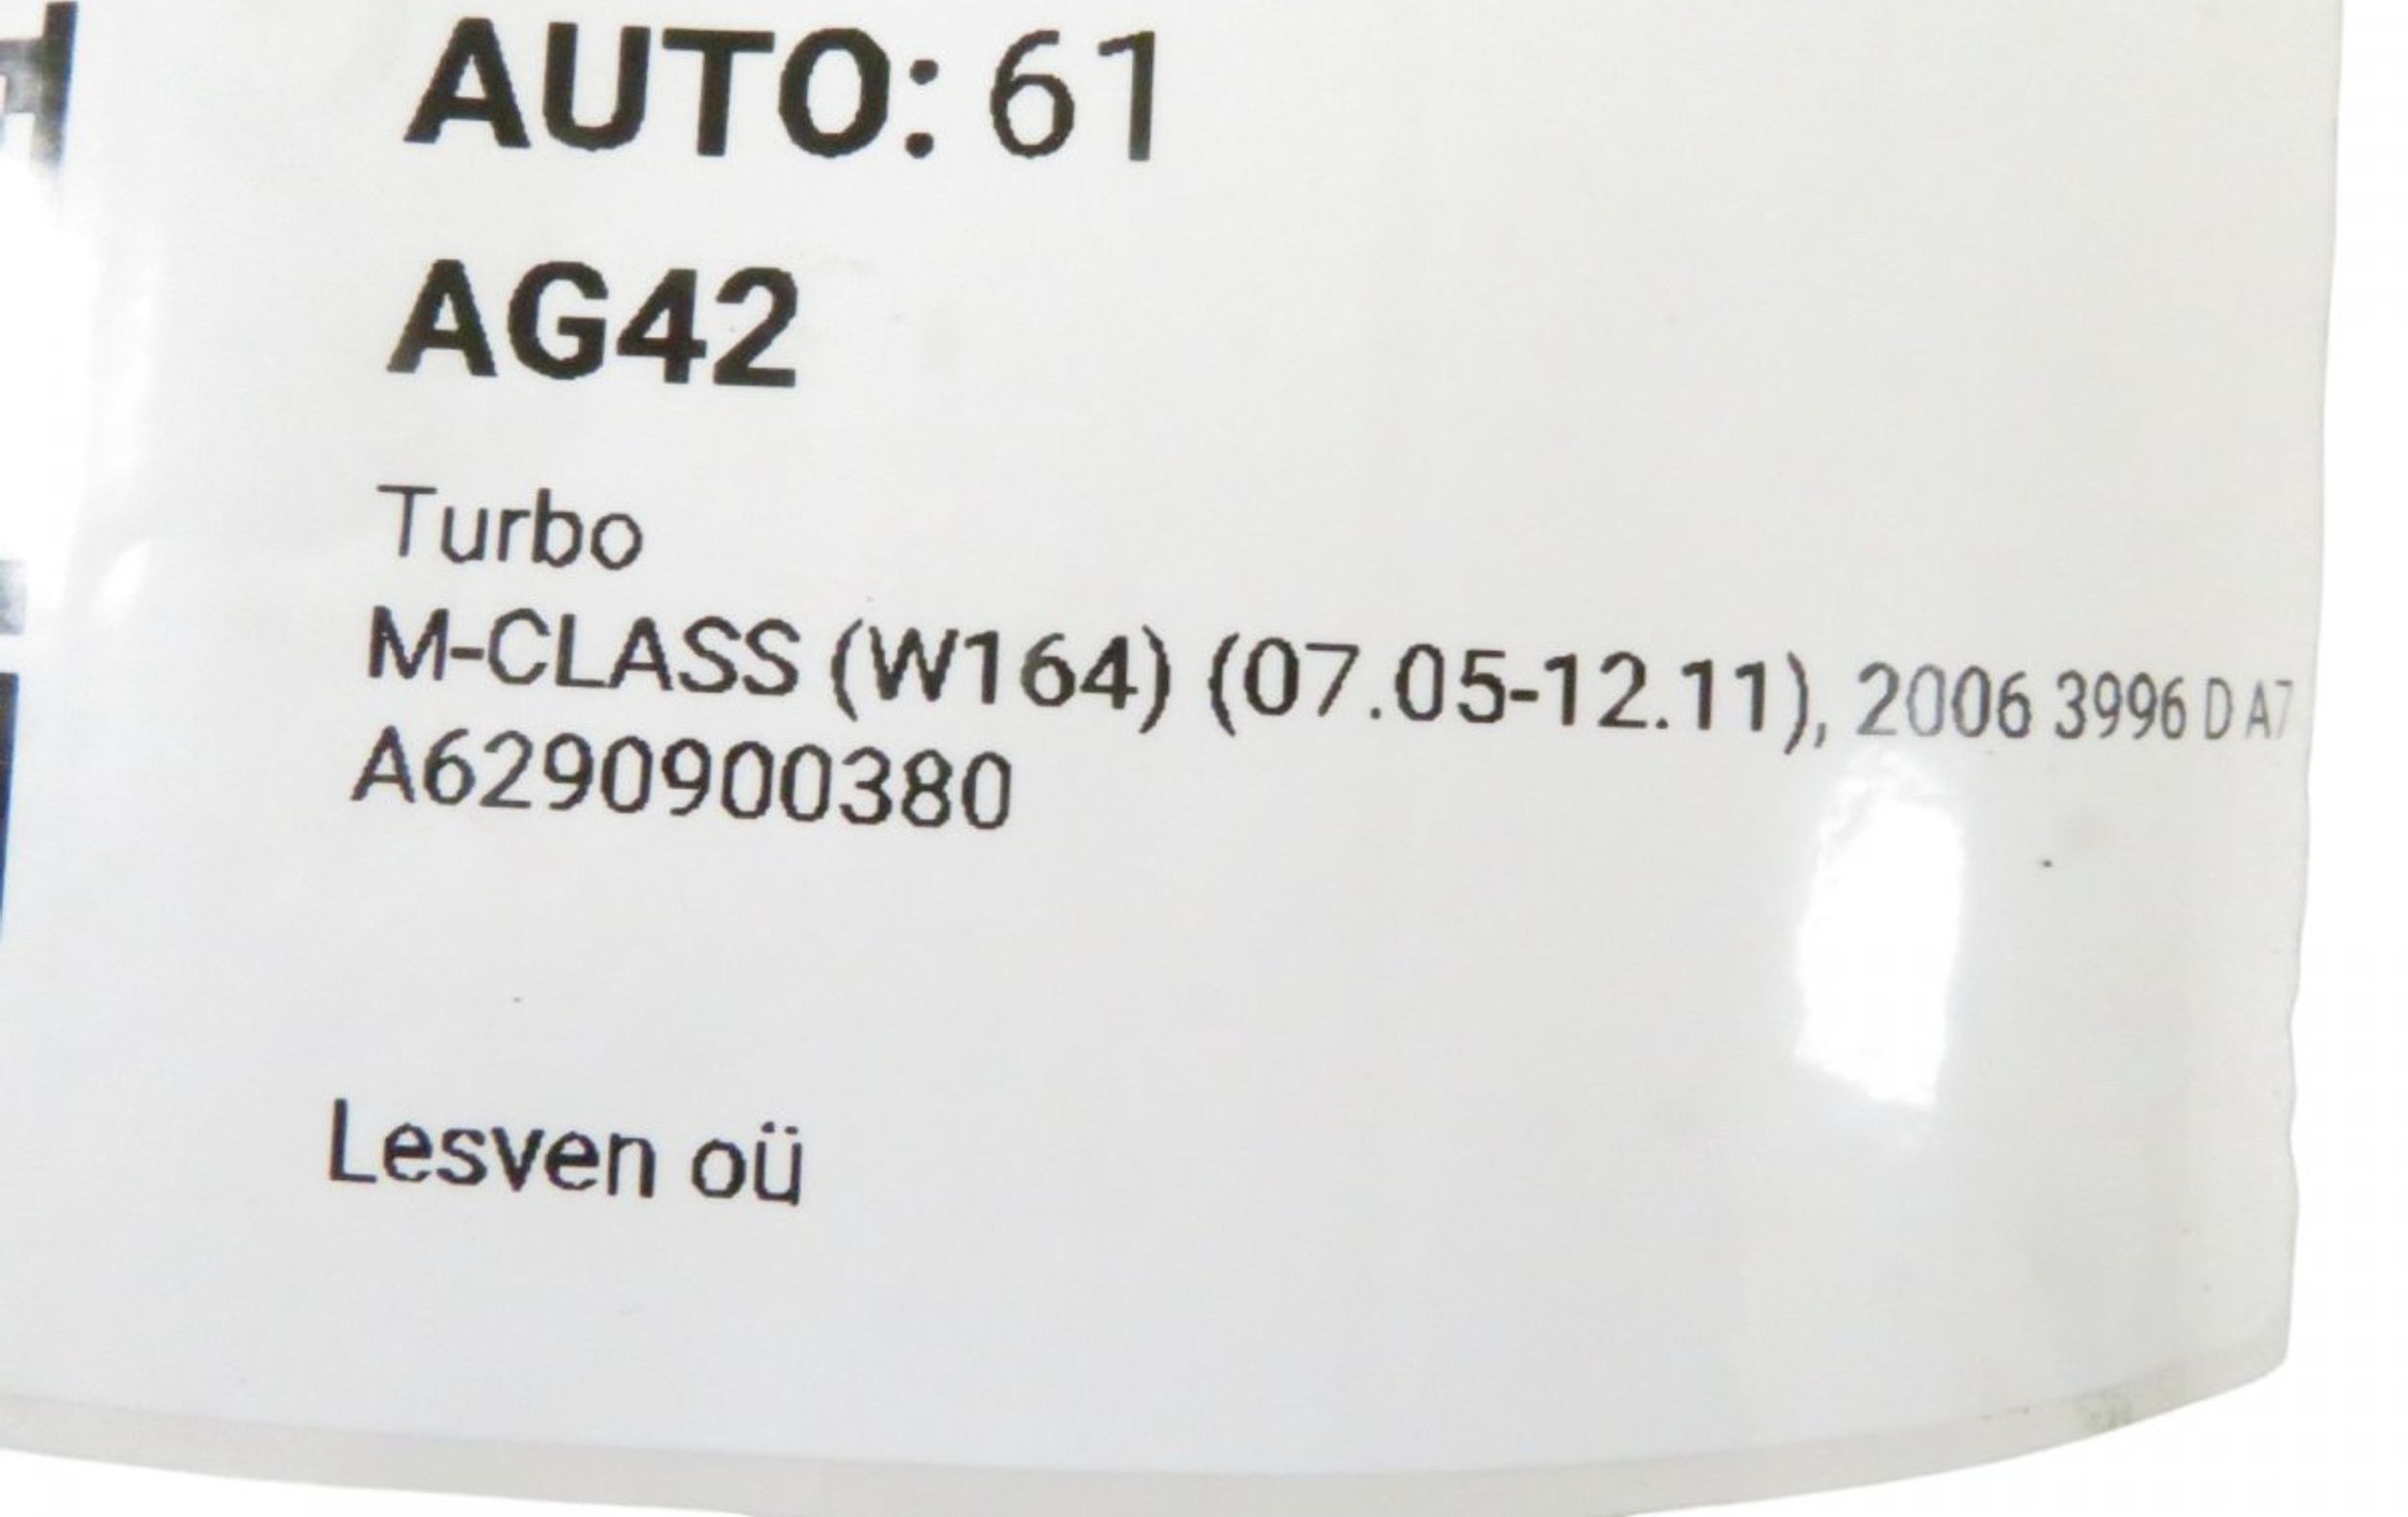 AUTO: 61
AG42
Turbo
M-CLASS (W164) (07.05-12.11), 2006 3996 D A7
A6290900380
Lesven oü